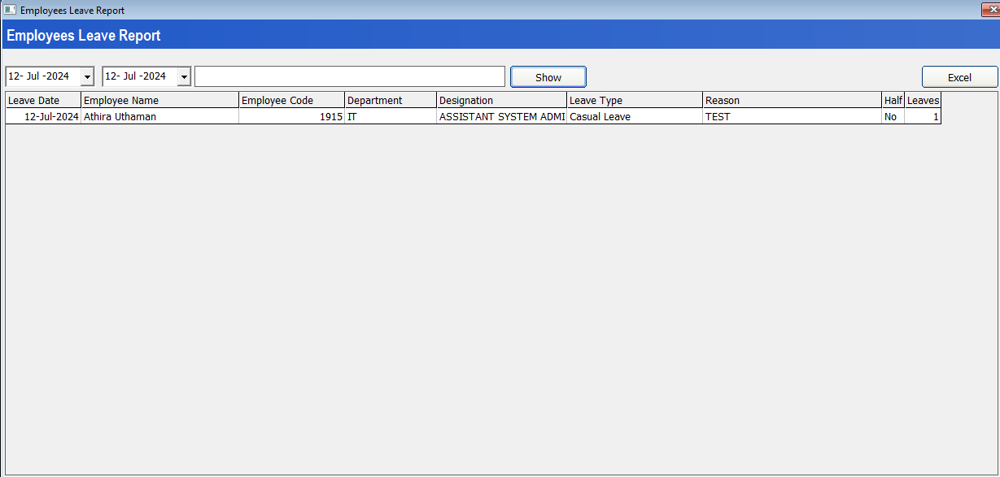 Employees Leave Report
Employees Leave Report
12- Jul -2024 12- Jul -2024 Show Excel
Leave Date Employee Name Employee Code Department Designation Leave Type Reason Half Leaves
12-Jul-2024 Athira Uthaman 1915 IT ASSISTANT SYSTEM ADMI Casual Leave TEST No 1